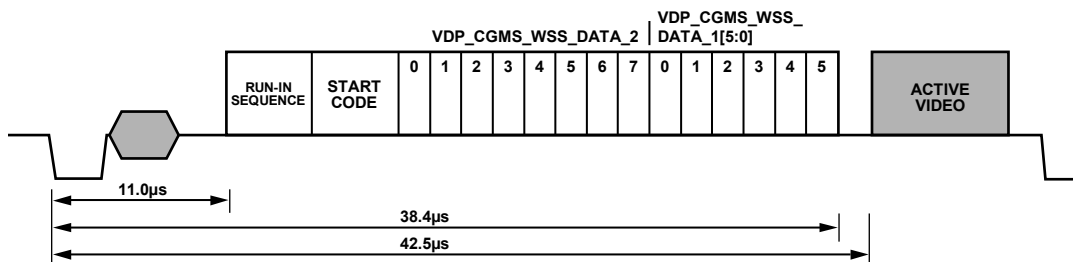 VDP_CGMS_WSS_DATA_2
VDP_CGMS_WSS_
DATA_1[5:0]
RUN-IN
SEQUENCE
START
CODE
0 1 2 3 4 5 6 7 0 1 2 3 4 5
ACTIVE
VIDEO
11.0µs
38.4µs
42.5µs